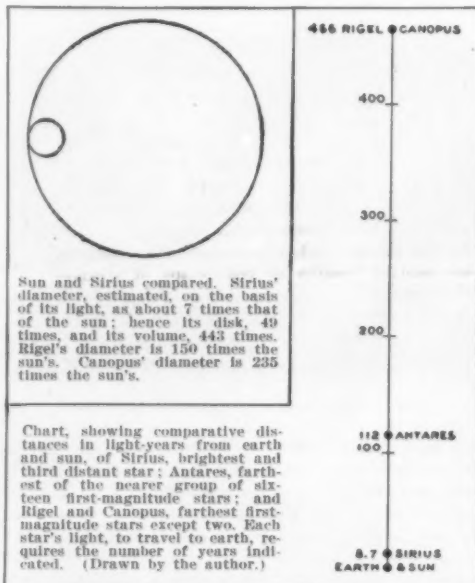 Sun and Sirius compared. Sirius'
diameter, estimated, on the basis
of its light, as about 7 times that
of the sun; hence its disk, 49
times, and its volume, 443 times.
Rigel's diameter is 150 times the
sun's. Canopus' diameter is 235
times the sun's.
Chart, showing comparative dis-
tances in light-years from earth
and sun, of Sirius, brightest and
third distant star; Antares, farth-
est of the nearer group of six-
teen first-magnitude stars; and
Rigel and Canopus, farthest first-
magnitude stars except two. Each
star's light, to travel to earth, re-
quires the number of years indi-
cated. (Drawn by the author.)
466 RIGEL CANOPUS
400
300
200
112 ANTARES
100
8.7 SIRIUS
EARTH & SUN